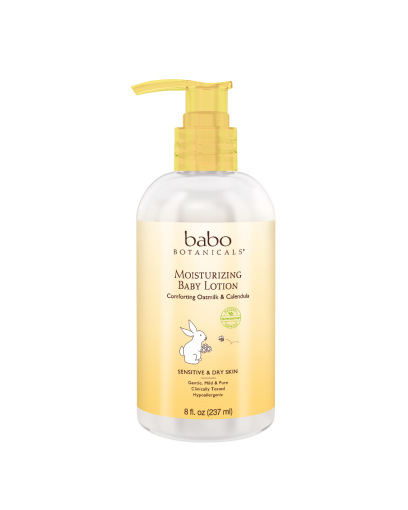 babo
BOTANICALS®
MOISTURIZING
BABY LOTION
Comforting Oatmilk & Calendula
SENSITIVE & DRY SKIN
Gentle, Mild & Pure
Clinically Tested
Hypoallergenic
8 fl. oz (237 ml)